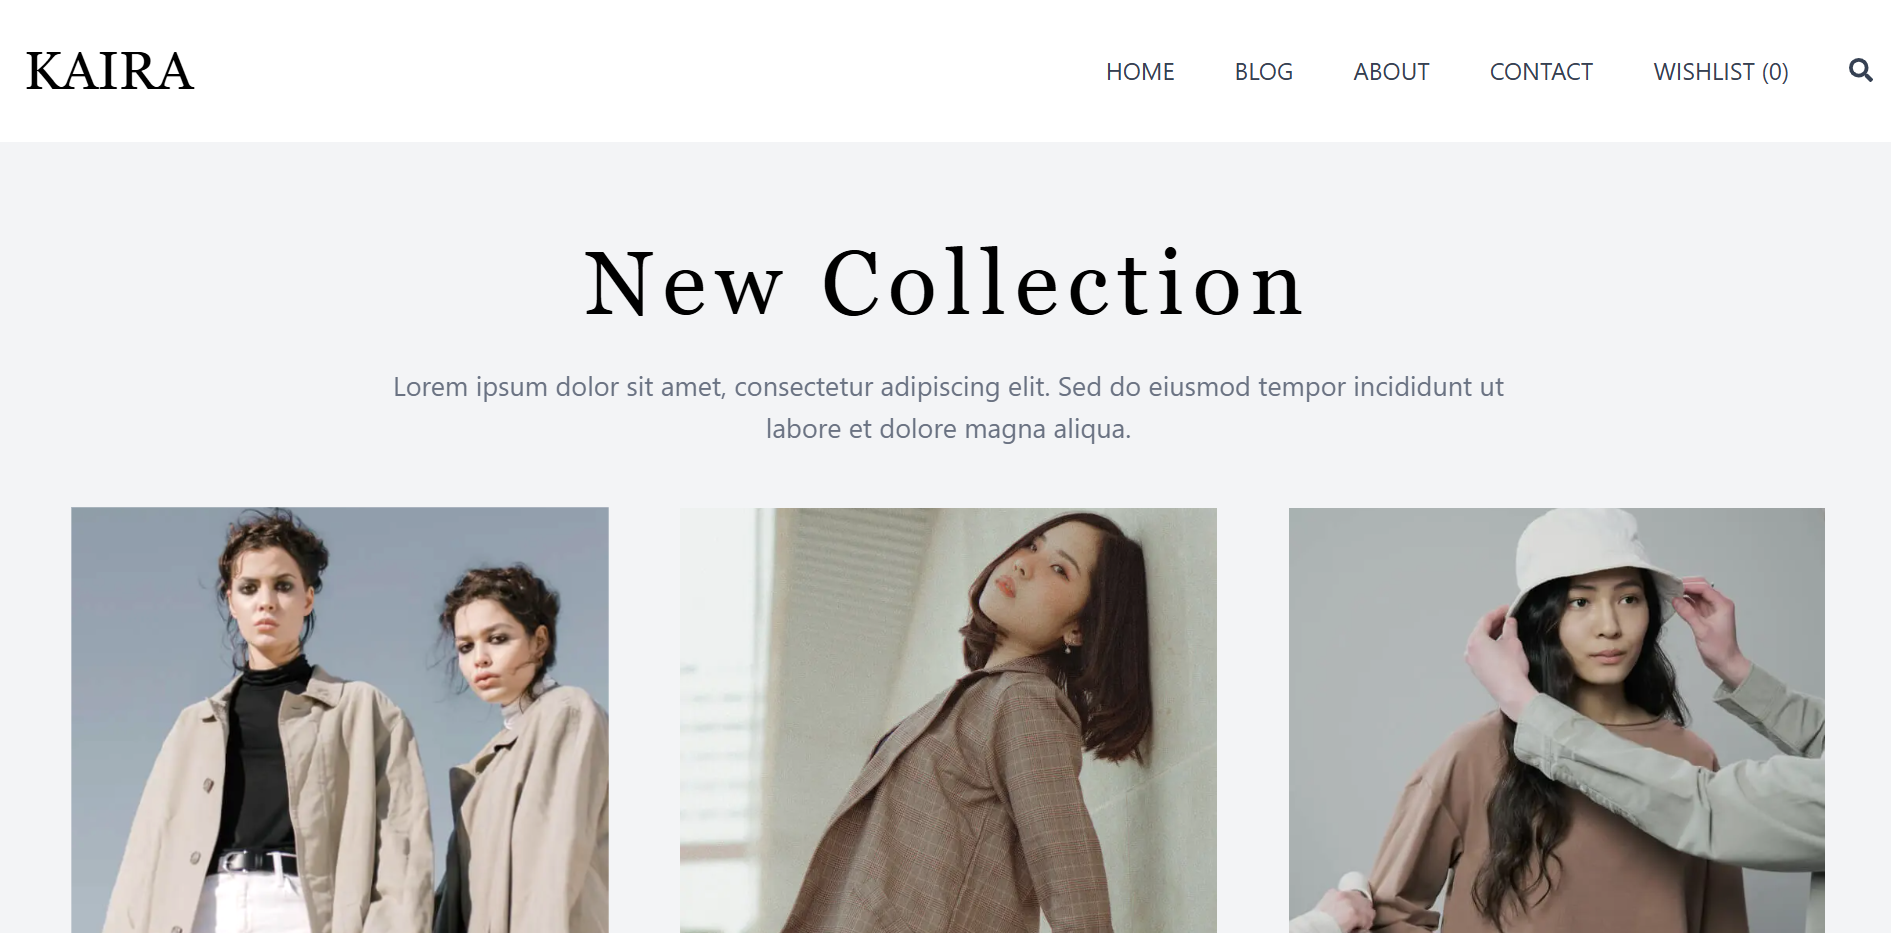 KAIRA
HOME BLOG ABOUT CONTACT WISHLIST (0)
New Collection
Lorem ipsum dolor sit amet, consectetur adipiscing elit. Sed do eiusmod tempor incididunt ut
labore et dolore magna aliqua.